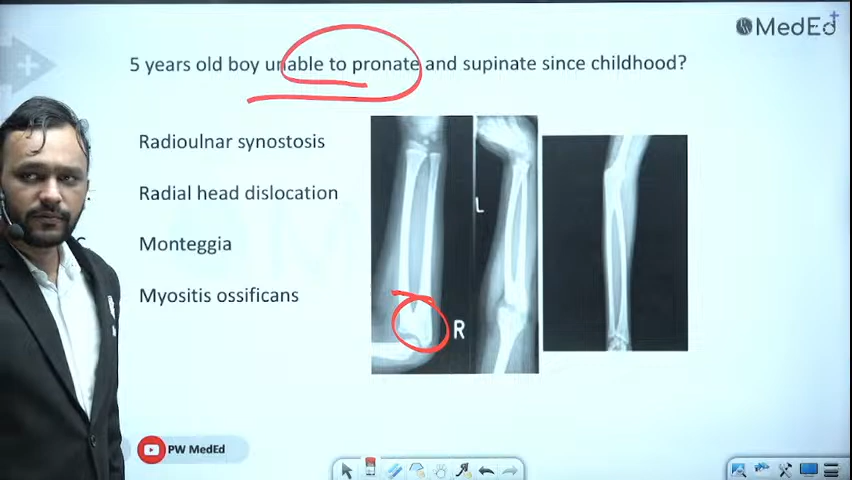 MedEd
5 years old boy unable to pronate and supinate since childhood?
Radioulnar synostosis
Radial head dislocation
Monteggia
Myositis ossificans
L
R
PW MedEd